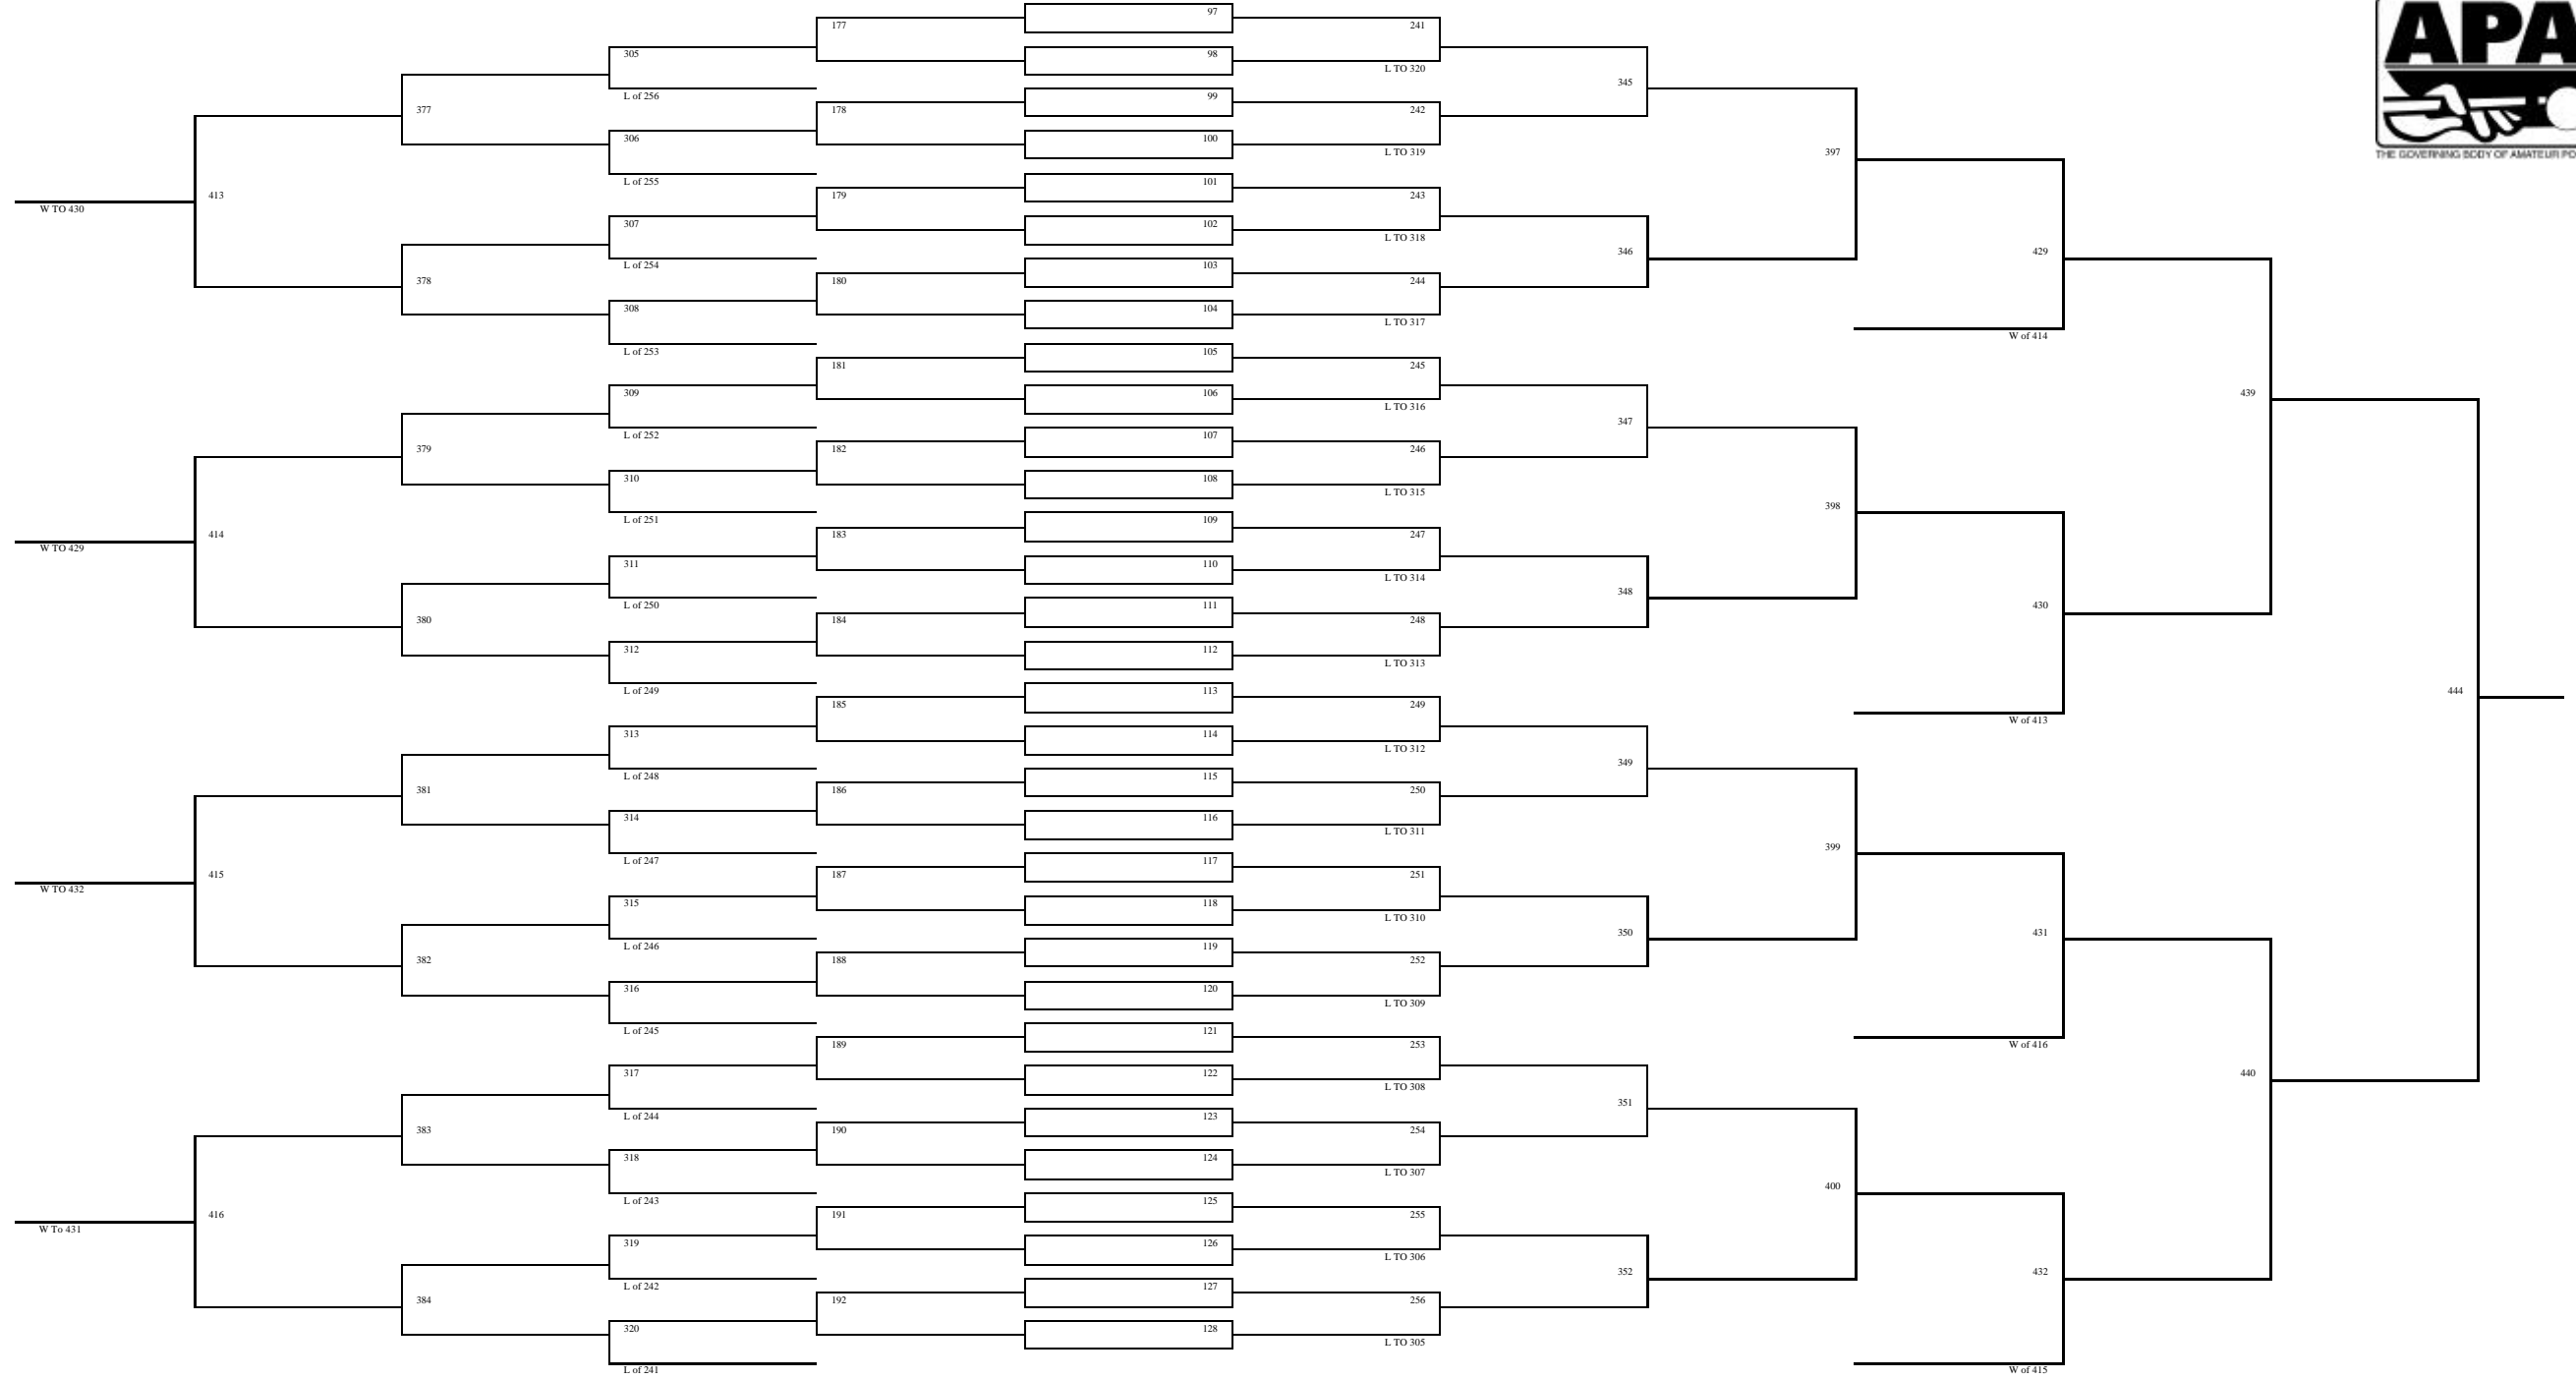 97
177 241
305 98
L TO 320
345
L of 256 99
377 178 242
306 100
L TO 319
397
L of 255 101
413 179 243
W TO 430
307 102
L TO 318
346 429
L of 254 103
378 180 244
308 104
L TO 317
W of 414
L of 253 105
181 245
309 106 439
L TO 316
347
L of 252 107
379 182 246
310 108
L TO 315
398
L of 251 109
414 183 247
W TO 429
311 110
L TO 314
348
L of 250 111 430
380 184 248
312 112
L TO 313
L of 249 113 444
185 249
W of 413
313 114
L TO 312
349
L of 248 115
381 186 250
314 116
L TO 311
399
L of 247 117
415 187 251
W TO 432
315 118
L TO 310
350 431
L of 246 119
382 188 252
316 120
L TO 309
L of 245 121
189 253
W of 416
317 122 440
L TO 308
351
L of 244 123
383 190 254
318 124
L TO 307
400
L of 243 125
416 191 255
W To 431
319 126
L TO 306
352 432
L of 242 127
384 192 256
320 128
L TO 305
L of 241 W of 415
APA
THE GOVERNING BODY OF AMATEUR PO